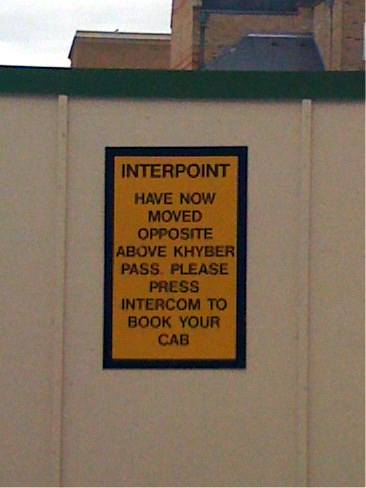 INTERPOINT
HAVE NOW
MOVED
OPPOSITE
ABOVE KHYBER
PASS. PLEASE
PRESS
INTERCOM TO
BOOK YOUR
CAB